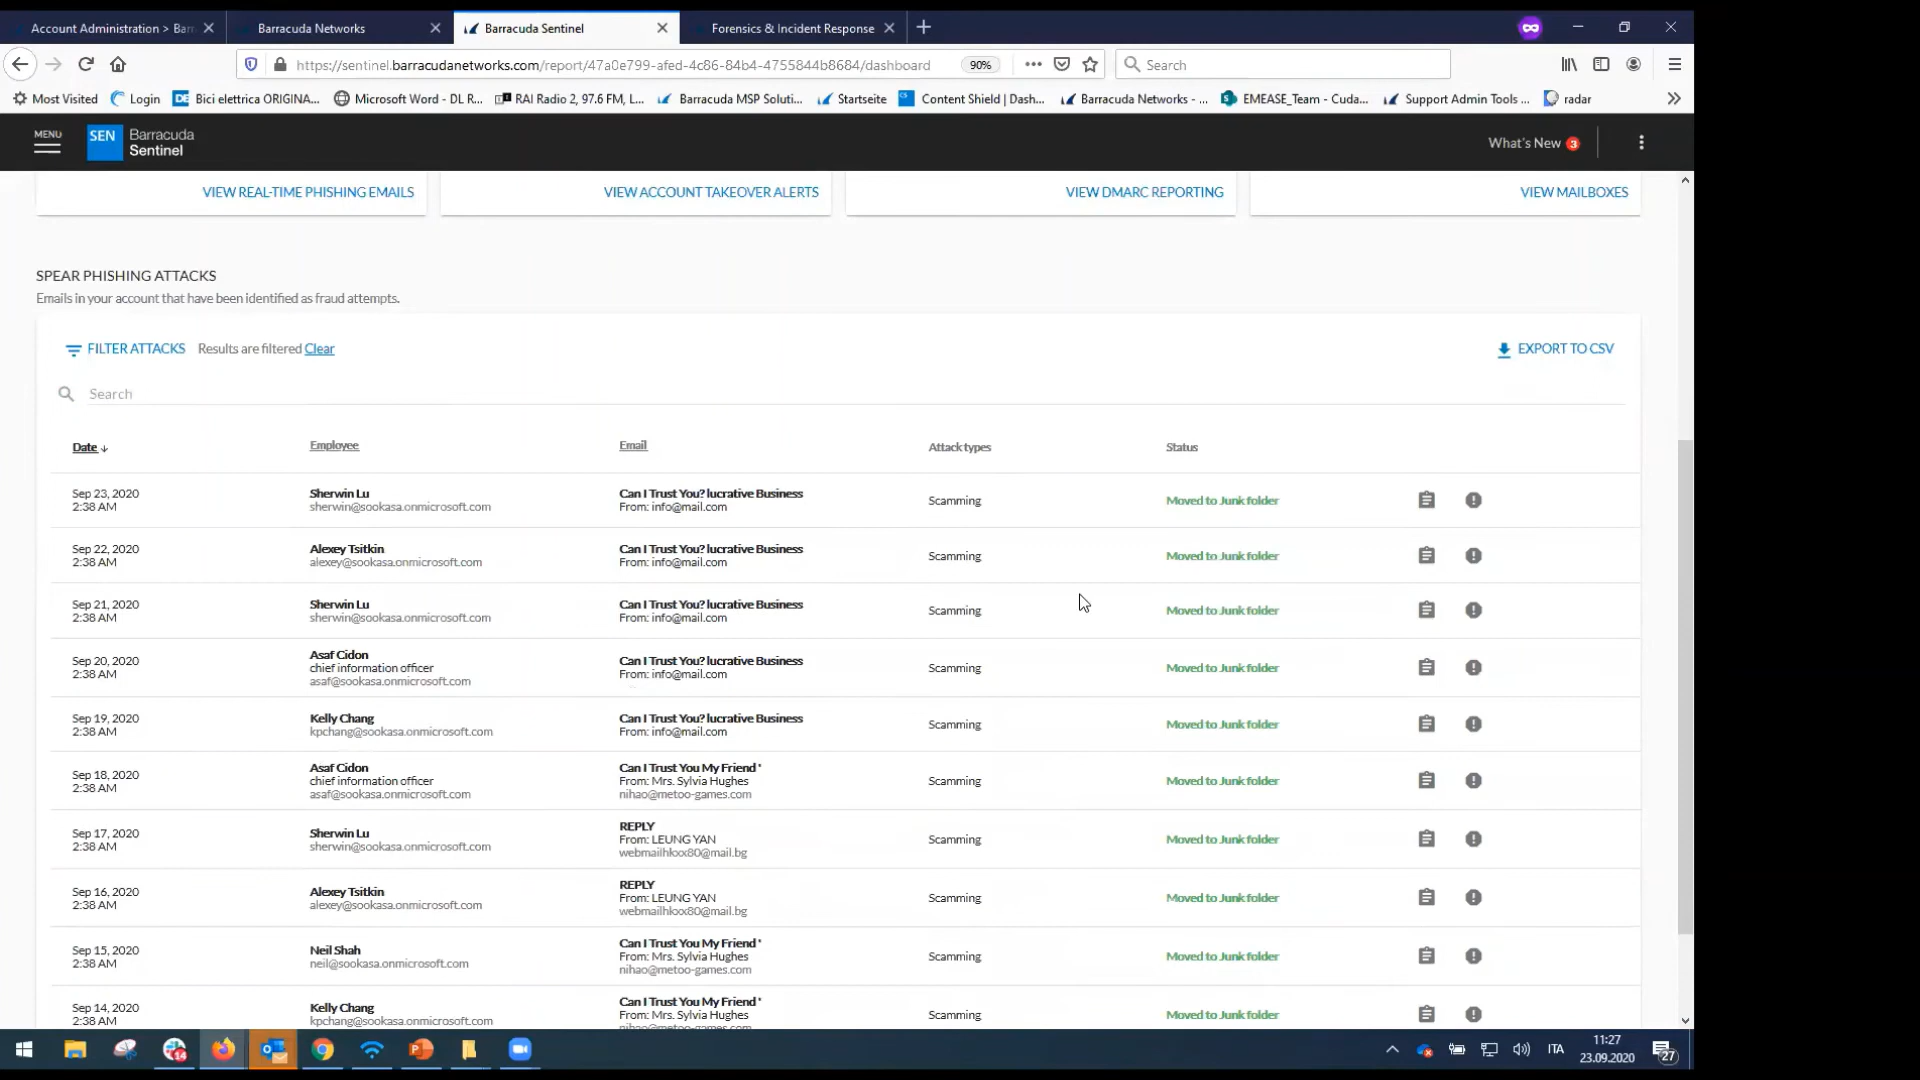 Account Administration > Bar
Barracuda Networks
Barracuda Sentinel
Forensics & Incident Response
https://sentinel.barracudanetworks.com/report/47a0e799-afed-4c86-84b4-4755844b8684/dashboard
90%
Search
Most Visited
Login
DE
Bici elettrica ORIGINA...
Microsoft Word - DL R...
RAI Radio 2, 97.6 FM, L...
Barracuda MSP Soluti...
Startseite
CS
Content Shield | Dash...
Barracuda Networks - ...
EMEASE_Team - Cuda...
Support Admin Tools ...
radar
MENU
SEN
Barracuda
Sentinel
What's New 3
VIEW REAL-TIME PHISHING EMAILS
VIEW ACCOUNT TAKEOVER ALERTS
VIEW DMARC REPORTING
VIEW MAILBOXES
SPEAR PHISHING ATTACKS
Emails in your account that have been identified as fraud attempts.
FILTER ATTACKS
Results are filtered Clear
EXPORT TO CSV
Search
Date
Employee
Email
Attack types
Status
Sep 23, 2020
2:38 AM
Sherwin Lu
sherwin@sookasa.onmicrosoft.com
Can I Trust You? lucrative Business
From: info@mail.com
Scamming
Moved to Junk folder
Sep 22, 2020
2:38 AM
Alexey Tsitkin
alexey@sookasa.onmicrosoft.com
Can I Trust You? lucrative Business
From: info@mail.com
Scamming
Moved to Junk folder
Sep 21, 2020
2:38 AM
Sherwin Lu
sherwin@sookasa.onmicrosoft.com
Can I Trust You? lucrative Business
From: info@mail.com
Scamming
Moved to Junk folder
Sep 20, 2020
2:38 AM
Asaf Cidon
chief information officer
asaf@sookasa.onmicrosoft.com
Can I Trust You? lucrative Business
From: info@mail.com
Scamming
Moved to Junk folder
Sep 19, 2020
2:38 AM
Kelly Chang
kpchang@sookasa.onmicrosoft.com
Can I Trust You? lucrative Business
From: info@mail.com
Scamming
Moved to Junk folder
Sep 18, 2020
2:38 AM
Asaf Cidon
chief information officer
asaf@sookasa.onmicrosoft.com
Can I Trust You My Friend '
From: Mrs. Sylvia Hughes
nihao@metoo-games.com
Scamming
Moved to Junk folder
Sep 17, 2020
2:38 AM
Sherwin Lu
sherwin@sookasa.onmicrosoft.com
REPLY
From: LEUNG YAN
webmailhkxx80@mail.bg
Scamming
Moved to Junk folder
Sep 16, 2020
2:38 AM
Alexey Tsitkin
alexey@sookasa.onmicrosoft.com
REPLY
From: LEUNG YAN
webmailhkxx80@mail.bg
Scamming
Moved to Junk folder
Sep 15, 2020
2:38 AM
Neil Shah
neil@sookasa.onmicrosoft.com
Can I Trust You My Friend '
From: Mrs. Sylvia Hughes
nihao@metoo-games.com
Scamming
Moved to Junk folder
Sep 14, 2020
2:38 AM
Kelly Chang
kpchang@sookasa.onmicrosoft.com
Can I Trust You My Friend '
From: Mrs. Sylvia Hughes
nihao@metoo-games.com
Scamming
Moved to Junk folder
14
ITA
11:27
23.09.2020
27